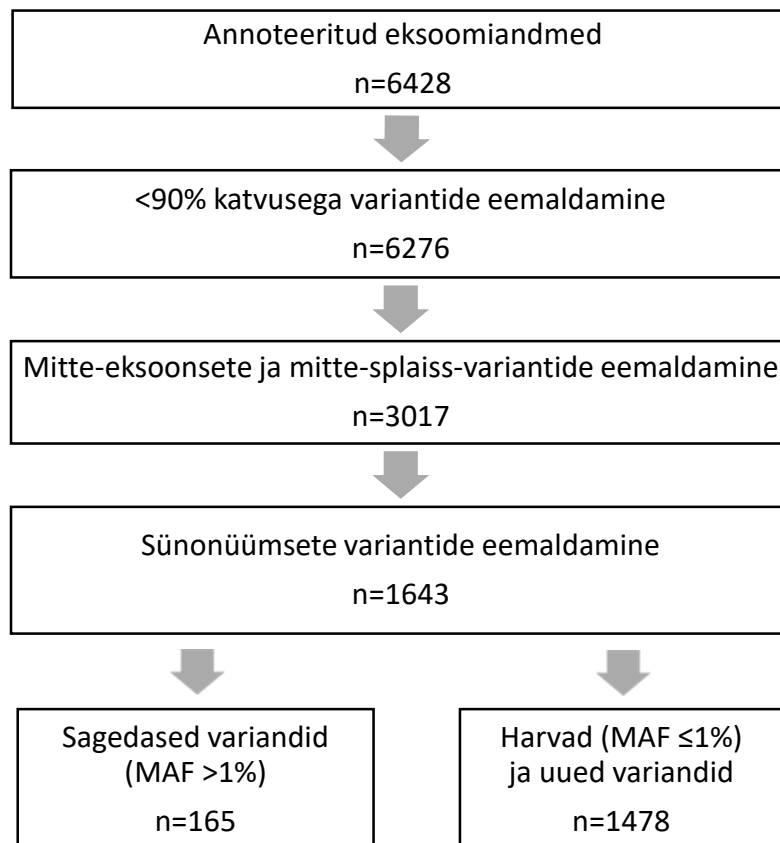 Annoteeritud eksoomiandmed
n=6428
<90% katvusega variantide eemaldamine
n=6276
Mitte-eksoonsete ja mitte-splaiss-variantide eemaldamine
n=3017
Sünonüümsete variantide eemaldamine
n=1643
Sagedased variandid
(MAF >1%)
n=165
Harvad (MAF ≤1%)
ja uued variandid
n=1478